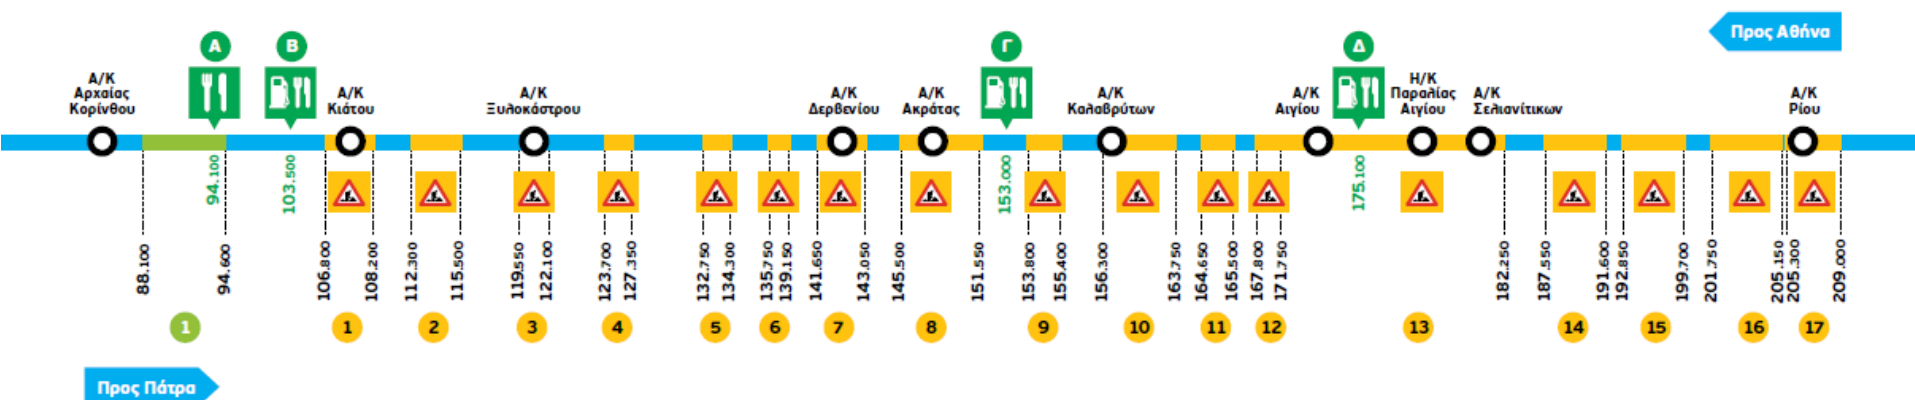 Προς Αθήνα
Α
Β
Γ
Δ
Α/Κ
Αρχαίας
Κορίνθου
Α/Κ
Κιάτου
Α/Κ
Ξυλοκάστρου
Α/Κ
Δερβενίου
Α/Κ
Ακράτας
Α/Κ
Καλαβρύτων
Α/Κ
Αιγίου
Η/Κ
Παραλίας
Αιγίου
Α/Κ
Σελιανίτικων
Α/Κ
Ρίου
94.100
103.500
153.000
175.100
88.100
94.600
106.800
108.200
112.300
115.500
119.550
122.100
123.700
127.350
132.750
134.300
135.750
139.150
141.650
143.050
145.500
151.550
153.800
155.400
156.300
163.750
164.650
165.500
167.800
171.750
182.250
187.550
191.600
192.850
199.700
201.750
205.150
205.300
209.000
1
1
2
3
4
5
6
7
8
9
10
11
12
13
14
15
16
17
Προς Πάτρα